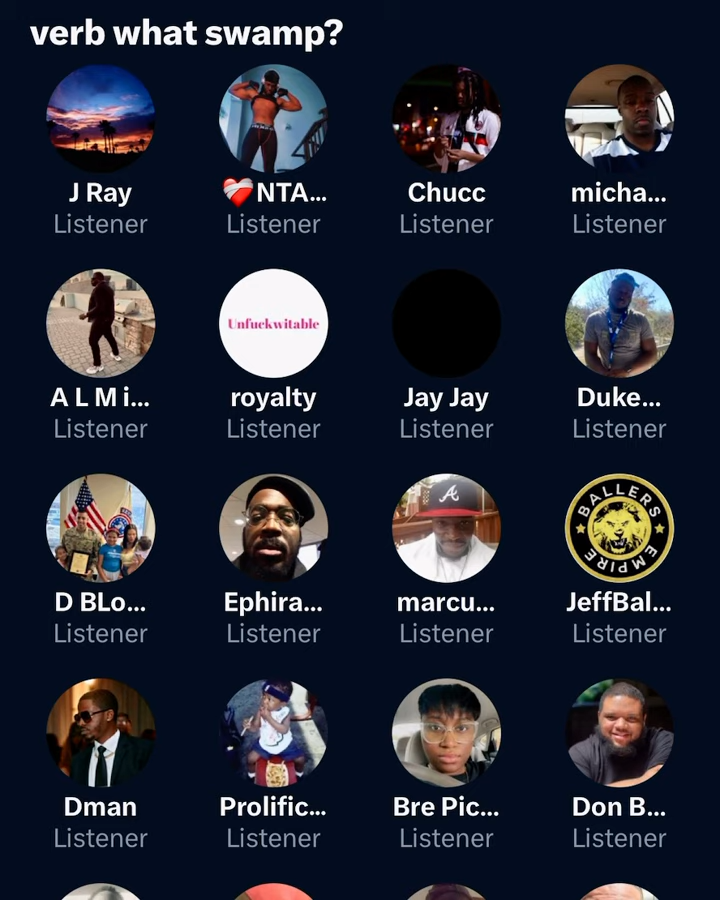 verb what swamp?
J Ray
❤️‍🩹NTA...
Chucc
micha...
Listener
Listener
Listener
Listener
Unfuckwitable
A L M i...
royalty
Jay Jay
Duke...
Listener
Listener
Listener
Listener
A
BALLERS EMPIRE
D BLo...
Ephira...
marcu...
JeffBal...
Listener
Listener
Listener
Listener
Dman
Prolific...
Bre Pic...
Don B...
Listener
Listener
Listener
Listener